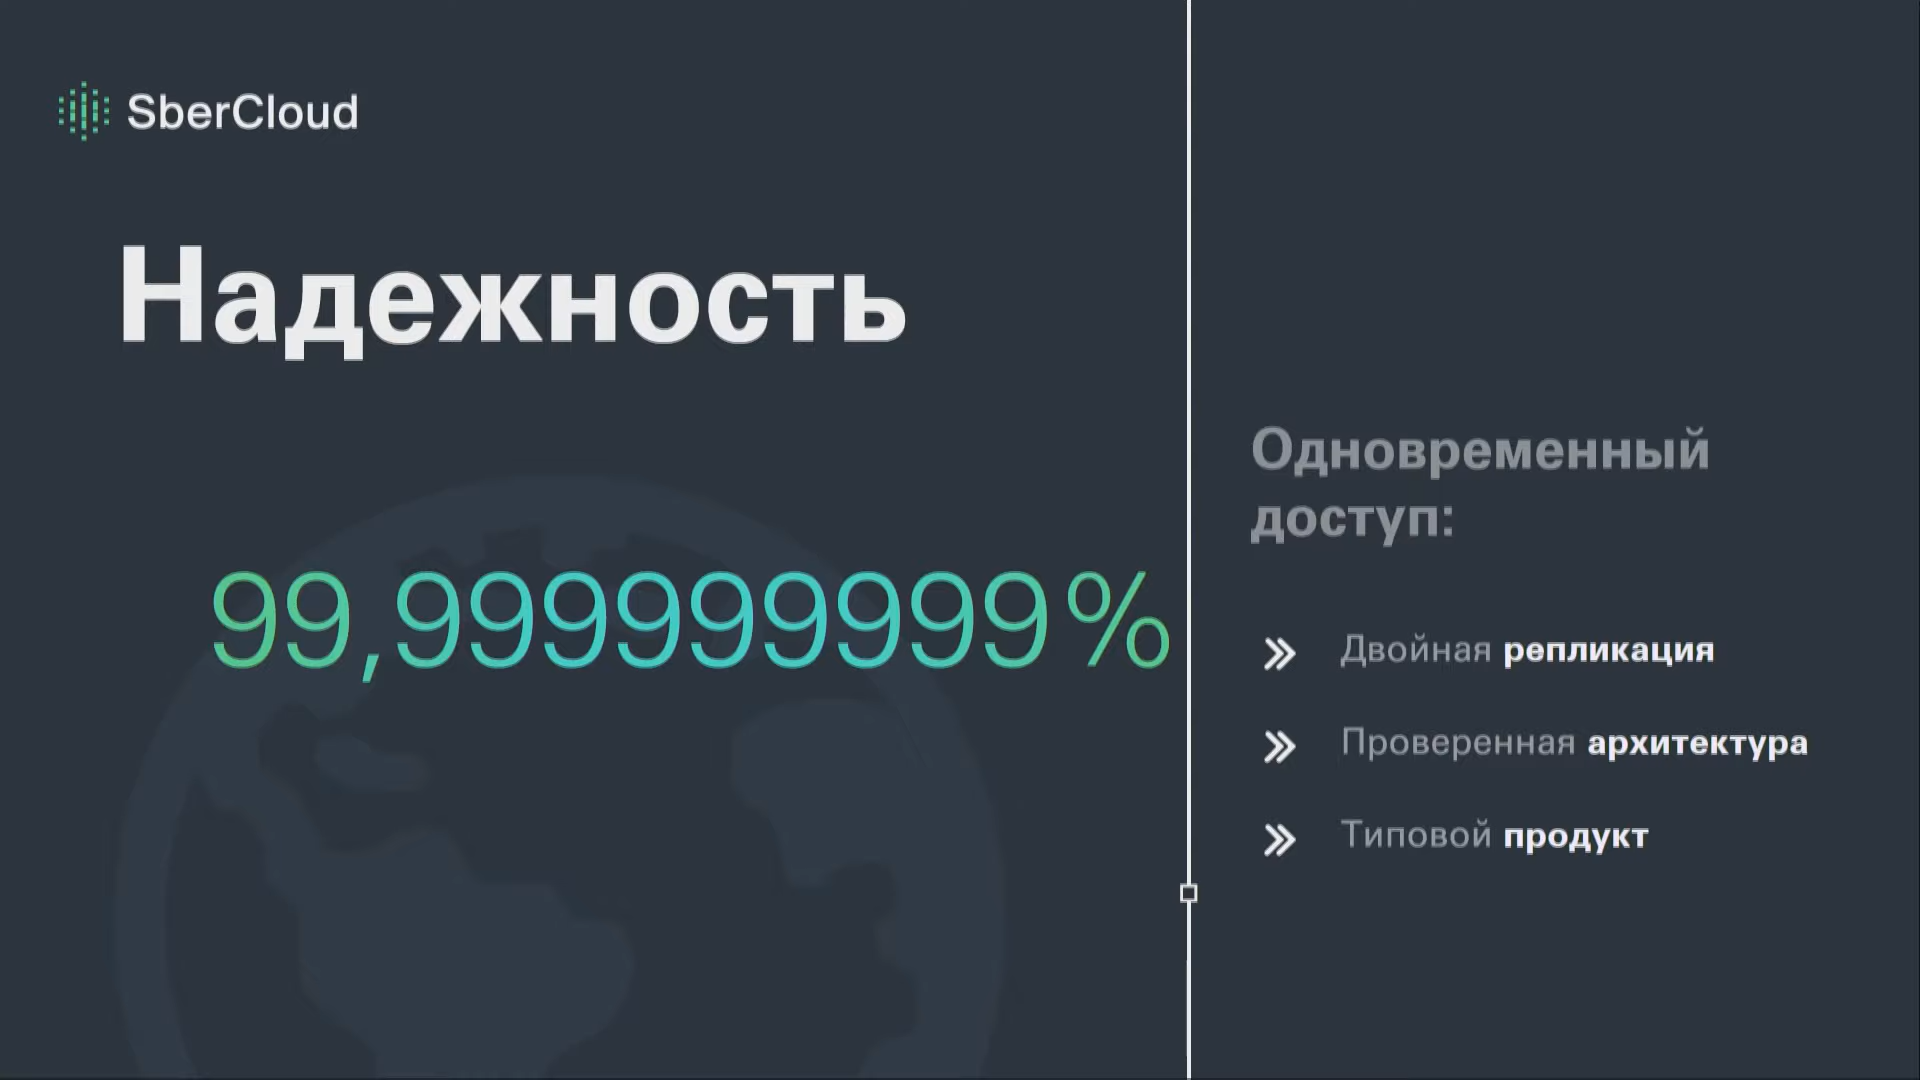 SberCloud
Надежность
99,999999999%
Одновременный
доступ:
Двойная репликация
Проверенная архитектура
Типовой продукт